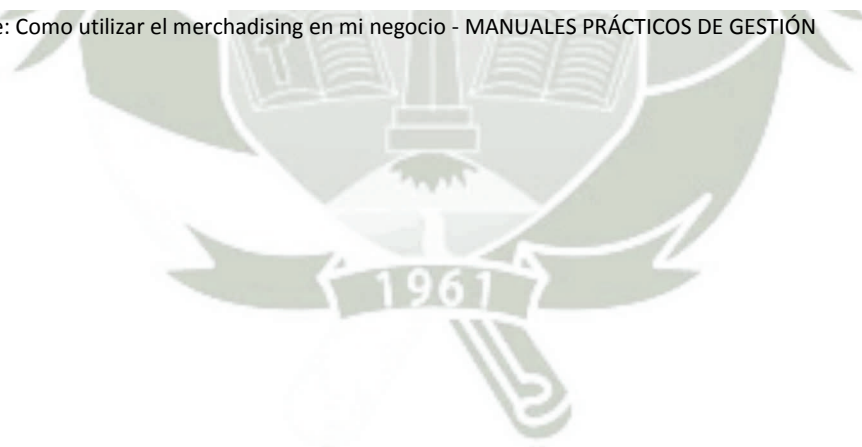 e: Como utilizar el merchadising en mi negocio - MANUALES PRÁCTICOS DE GESTIÓN
1961